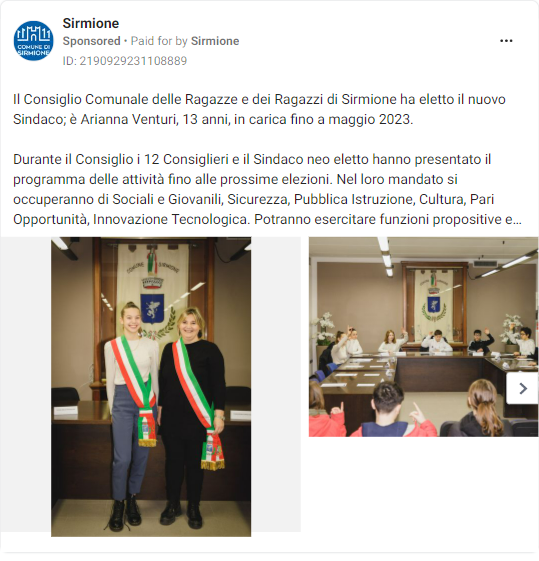 Sirmione
Sponsored • Paid for by Sirmione
COMUNE DI
SIRMIONE
ID: 2190929231108889
Il Consiglio Comunale delle Ragazze e dei Ragazzi di Sirmione ha eletto il nuovo
Sindaco; è Arianna Venturi, 13 anni, in carica fino a maggio 2023.
Durante il Consiglio i 12 Consiglieri e il Sindaco neo eletto hanno presentato il
programma delle attività fino alle prossime elezioni. Nel loro mandato si
occuperanno di Sociali e Giovanili, Sicurezza, Pubblica Istruzione, Cultura, Pari
Opportunità, Innovazione Tecnologica. Potranno esercitare funzioni propositive e...
COMUNE SIRMIONE